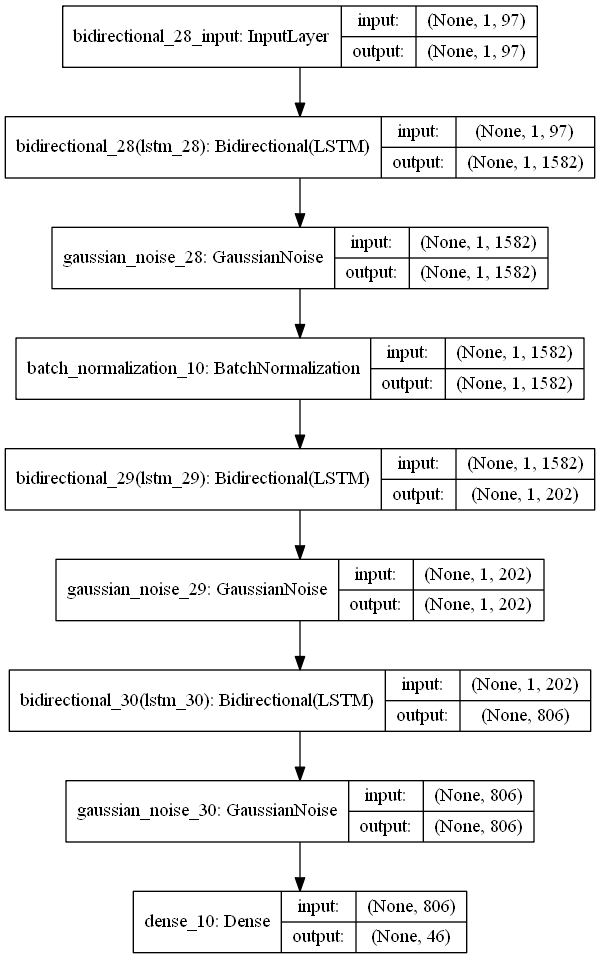 bidirectional_28_input: InputLayer
input: (None, 1, 97)
output: (None, 1, 97)
bidirectional_28(lstm_28): Bidirectional(LSTM)
input: (None, 1, 97)
output: (None, 1, 1582)
gaussian_noise_28: GaussianNoise
input: (None, 1, 1582)
output: (None, 1, 1582)
batch_normalization_10: BatchNormalization
input: (None, 1, 1582)
output: (None, 1, 1582)
bidirectional_29(lstm_29): Bidirectional(LSTM)
input: (None, 1, 1582)
output: (None, 1, 202)
gaussian_noise_29: GaussianNoise
input: (None, 1, 202)
output: (None, 1, 202)
bidirectional_30(lstm_30): Bidirectional(LSTM)
input: (None, 1, 202)
output: (None, 806)
gaussian_noise_30: GaussianNoise
input: (None, 806)
output: (None, 806)
dense_10: Dense
input: (None, 806)
output: (None, 46)